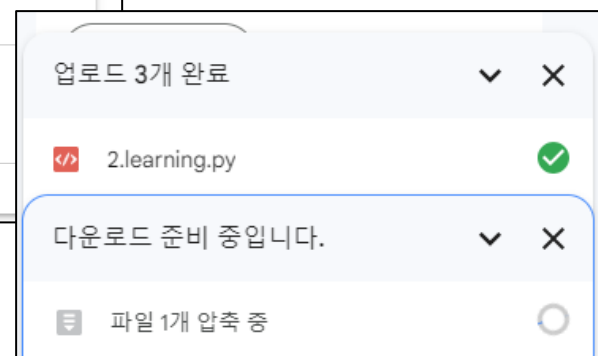 업로드 3개 완료
2.learning.py
다운로드 준비 중입니다.
파일 1개 압축 중